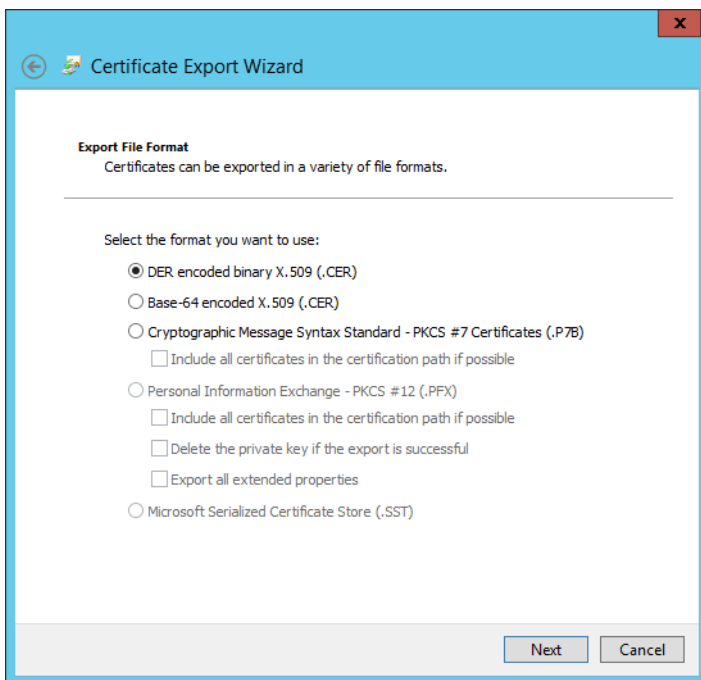 x
Certificate Export Wizard
Export File Format
Certificates can be exported in a variety of file formats.
Select the format you want to use:
DER encoded binary X.509 (.CER)
Base-64 encoded X.509 (.CER)
Cryptographic Message Syntax Standard - PKCS #7 Certificates (.P7B)
Include all certificates in the certification path if possible
Personal Information Exchange - PKCS #12 (.PFX)
Include all certificates in the certification path if possible
Delete the private key if the export is successful
Export all extended properties
Microsoft Serialized Certificate Store (.SST)
Next Cancel